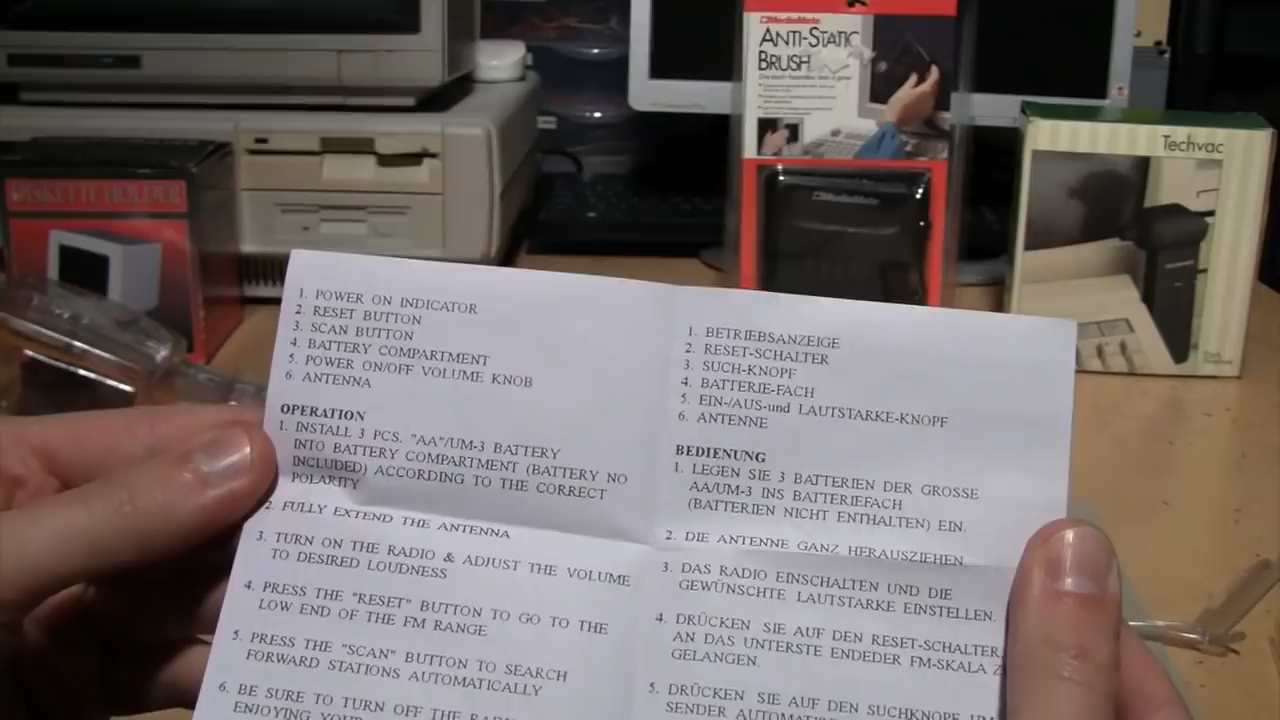 MediaMate
ANTI-STATIC
BRUSH
Techvac
DISKETTE HOLDER
MediaMate
1. POWER ON INDICATOR
2. RESET BUTTON
3. SCAN BUTTON
4. BATTERY COMPARTMENT
5. POWER ON/OFF VOLUME KNOB
6. ANTENNA
OPERATION
1. INSTALL 3 PCS. "AA"/UM-3 BATTERY
INTO BATTERY COMPARTMENT (BATTERY NO
INCLUDED) ACCORDING TO THE CORRECT
POLARITY
2. FULLY EXTEND THE ANTENNA
3. TURN ON THE RADIO & ADJUST THE VOLUME
TO DESIRED LOUDNESS
4. PRESS THE "RESET" BUTTON TO GO TO THE
LOW END OF THE FM RANGE
5. PRESS THE "SCAN" BUTTON TO SEARCH
FORWARD STATIONS AUTOMATICALLY
6. BE SURE TO TURN OFF THE
ENJOYING YOUR
1. BETRIEBSANZEIGE
2. RESET-SCHALTER
3. SUCH-KNOPF
4. BATTERIE-FACH
5. EIN-/AUS-und LAUTSTARKE-KNOPF
6. ANTENNE
BEDIENUNG
1. LEGEN SIE 3 BATTERIEN DER GROSSE
AA/UM-3 INS BATTERIEFACH
(BATTERIEN NICHT ENTHALTEN) EIN.
2. DIE ANTENNE GANZ HERAUSZIEHEN
3. DAS RADIO EINSCHALTEN UND DIE
GEWÜNSCHTE LAUTSTARKE EINSTELLEN.
4. DRÜCKEN SIE AUF DEN RESET-SCHALTER,
AN DAS UNTERSTE ENDEDER FM-SKALA Z
GELANGEN.
5. DRÜCKEN SIE AUF DEN SUCHKNOPF UM
SENDER